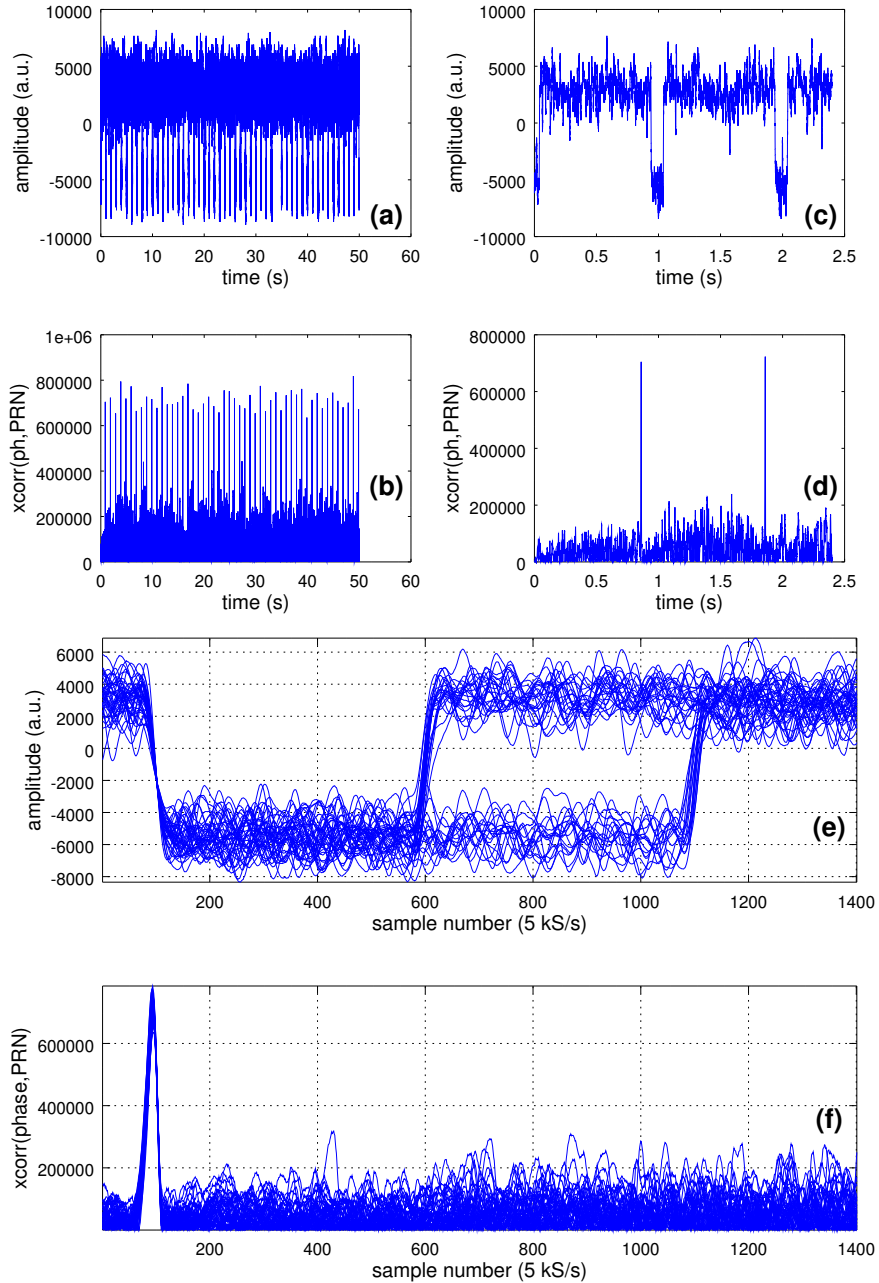 10000
5000
0
-5000
-10000
amplitude (a.u.)
0 10 20 30 40 50 60
time (s)
(a)
10000
5000
0
-5000
-10000
amplitude (a.u.)
0 0.5 1 1.5 2 2.5
time (s)
(c)
1e+06
800000
600000
400000
200000
0
xcorr(ph,PRN)
0 10 20 30 40 50 60
time (s)
(b)
800000
600000
400000
200000
0
xcorr(ph,PRN)
0 0.5 1 1.5 2 2.5
time (s)
(d)
6000
4000
2000
0
-2000
-4000
-6000
-8000
amplitude (a.u.)
200 400 600 800 1000 1200 1400
sample number (5 kS/s)
(e)
600000
400000
200000
xcorr(phase,PRN)
200 400 600 800 1000 1200 1400
sample number (5 kS/s)
(f)